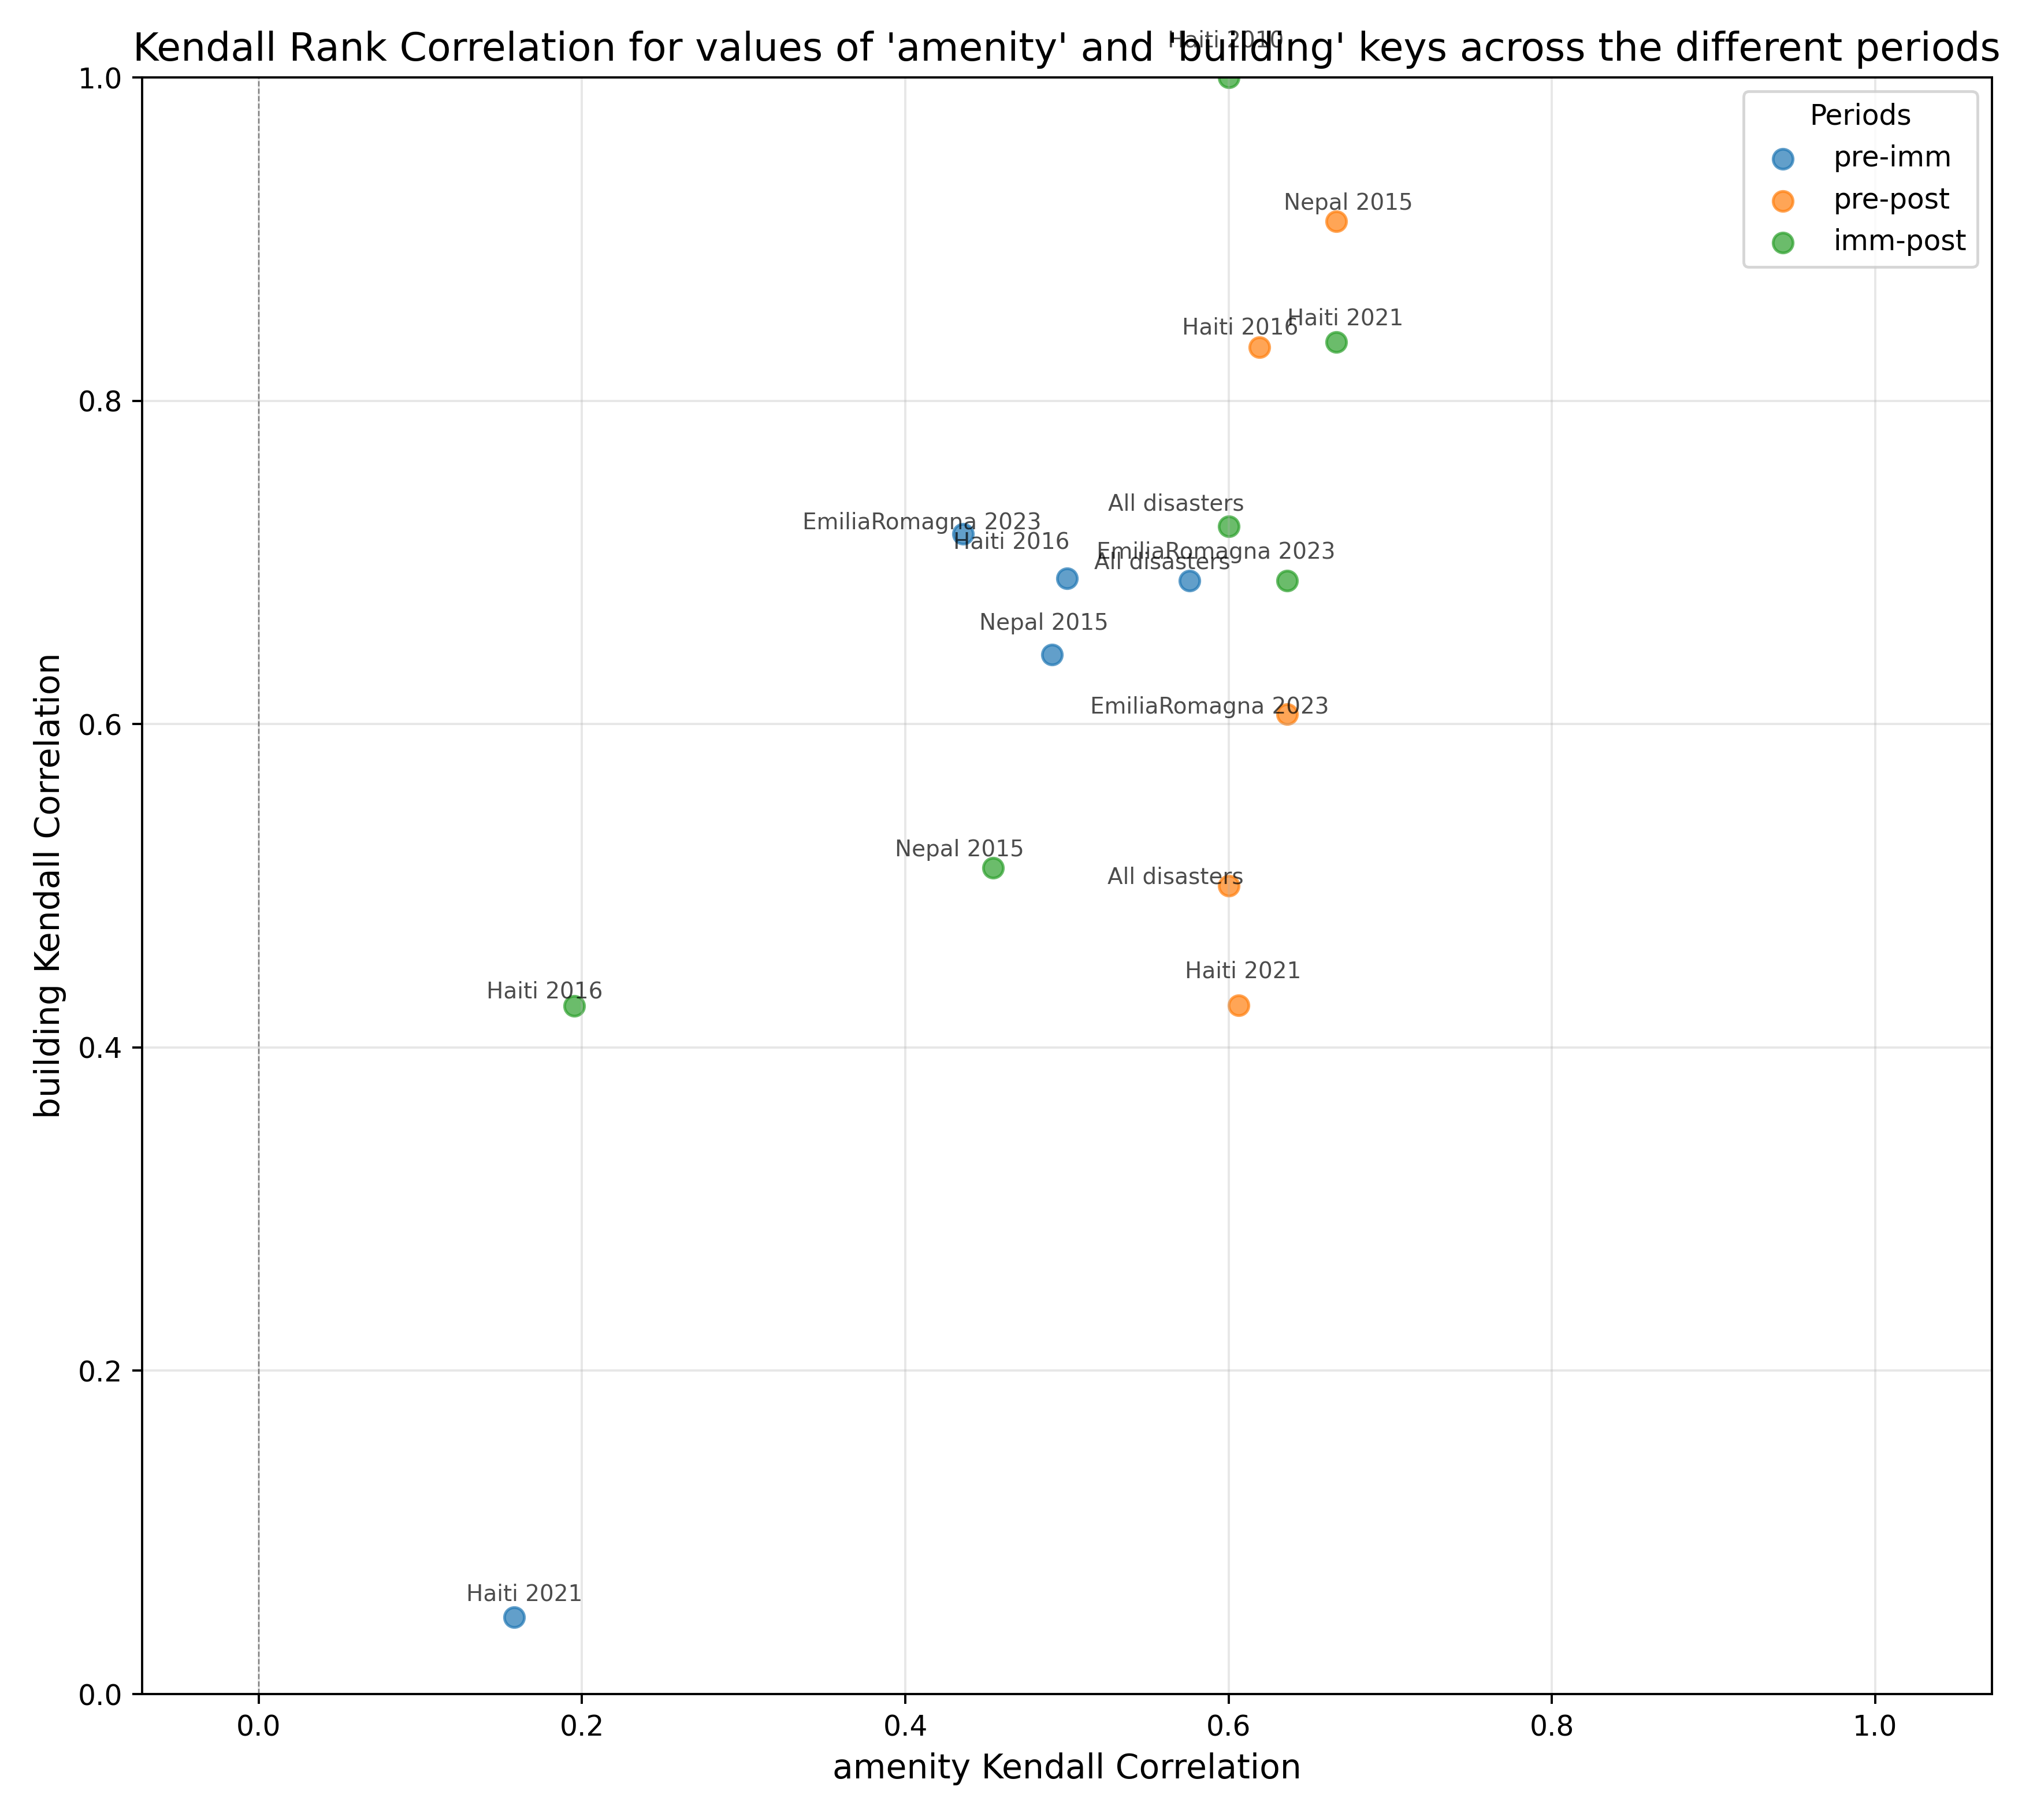 Kendall Rank Correlation for values of 'amenity' and 'building' keys across the different periods
Haiti 2010
1.0
Periods
pre-imm
pre-post
imm-post
Nepal 2015
Haiti 2016
Haiti 2021
0.8
All disasters
EmiliaRomagna 2023
Haiti 2016
EmiliaRomagna 2023
All disasters
Nepal 2015
EmiliaRomagna 2023
0.6
Nepal 2015
All disasters
Haiti 2021
Haiti 2016
0.4
0.2
Haiti 2021
0.0
building Kendall Correlation
0.0 0.2 0.4 0.6 0.8 1.0
amenity Kendall Correlation